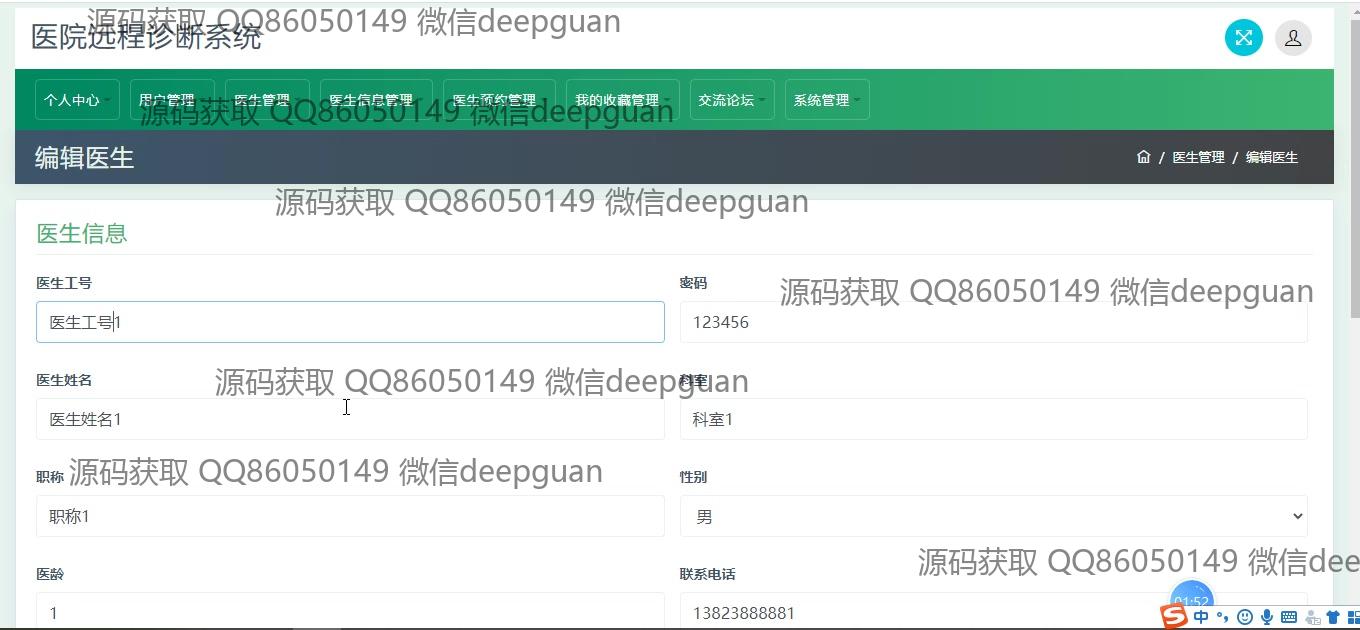 源码获取 QQ86050149 微信deepguan
医院远程诊断系统
个人中心 用户管理 医生管理 医生信息管理 医生预约管理 我的收藏管理 交流论坛 系统管理
源码获取 QQ86050149 微信deepguan
编辑医生 / 医生管理 / 编辑医生
源码获取 QQ86050149 微信deepguan
医生信息
医生工号 密码
源码获取 QQ86050149 微信deepguan
医生工号1 123456
医生姓名 科室
源码获取 QQ86050149 微信deepguan
医生姓名1 科室1
职称 性别
源码获取 QQ86050149 微信deepguan
职称1 男
医龄 联系电话
源码获取 QQ86050149 微信dee
1 13823888881
01:52
中